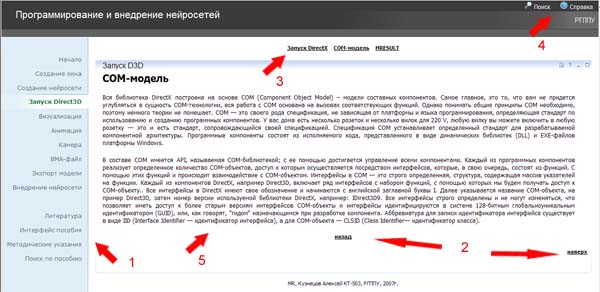 Программирование и внедрение нейросетей
Поиск
Справка
РГППУ
4
Начало
Создание окна
Создание нейросети
Запуск Direct3D
Визуализация
Анимация
Камера
ВМА-файл
Экспорт модели
Внедрение нейросети
Литература
Интерфейс пособия
Методические указания
Поиск по пособию
1
Запуск DirectX COM-модель HRESULT
3
Запуск D3D
COM-модель
Вся библиотека DirectX построена на основе COM (Component Object Model) – модели составных компонентов. Самое главное, это то, что вам не придется
углубляться в сущность COM-технологии, вся работа с COM основана на вызовах соответствующих функций. Однако понимать общие принципы COM необходимо,
поэтому немного теории не помешает. COM — это своего рода спецификация, не зависящая от платформы и языка программирования, определяющая стандарт по
использованию и созданию программных компонентов. У вас дома есть несколько розеток и несколько вилок для 220 V, любую вилку вы можете включить в любую
розетку — это и есть стандарт, сопровождающийся своей спецификацией. Спецификация COM устанавливает определенный стандарт для разрабатываемой
компонентной архитектуры. Программные компоненты состоят из исполняемого кода, представленного в виде динамических библиотек (DLL) и EXE-файлов
платформы Windows.
В составе COM имеется API, называемая COM-библиотекой; с ее помощью достигается управление всеми компонентами. Каждый из программных компонентов
реализует определенное количество COM-объектов, доступ к которым осуществляется посредством интерфейсов, которые, в свою очередь, состоят из функций. С
помощью этих функций и происходит взаимодействие с COM-объектом. Интерфейсы в COM — это строго определенная, структура, содержащая массив указателей
на функции. Каждый из компонентов DirectX, например Direct3D, включает ряд интерфейсов с набором функций, с помощью которых мы будем получать доступ к
COM-объекту. Все интерфейсы в DirectX имеют свое обозначение и начинаются с английской заглавной буквы I. Далее указывается название COM-объекта, на
пример Direct3D, затем номер версии используемой библиотеки DirectX, например: IDirect3D9. Все интерфейсы строго определены и не могут изменяться, что
позволяет иметь доступ к более старым версиям интерфейсов COM-объекты и интерфейсы идентифицируются в системе 128-битным глобальноуникальным
идентификатором (GUID), или, как говорят, "гидом" назначающимся при разработке компонента. Аббревиатура для записи идентификатора интерфейса существует
в виде IID (Interface Identifier — идентификатор интерфейса), а для COM-объекта — CLSID (Class Identifier— идентификатор класса).
назад
5
2
наверх
MR, Кузнецов Алексей КТ-503, РГППУ, 2007г.